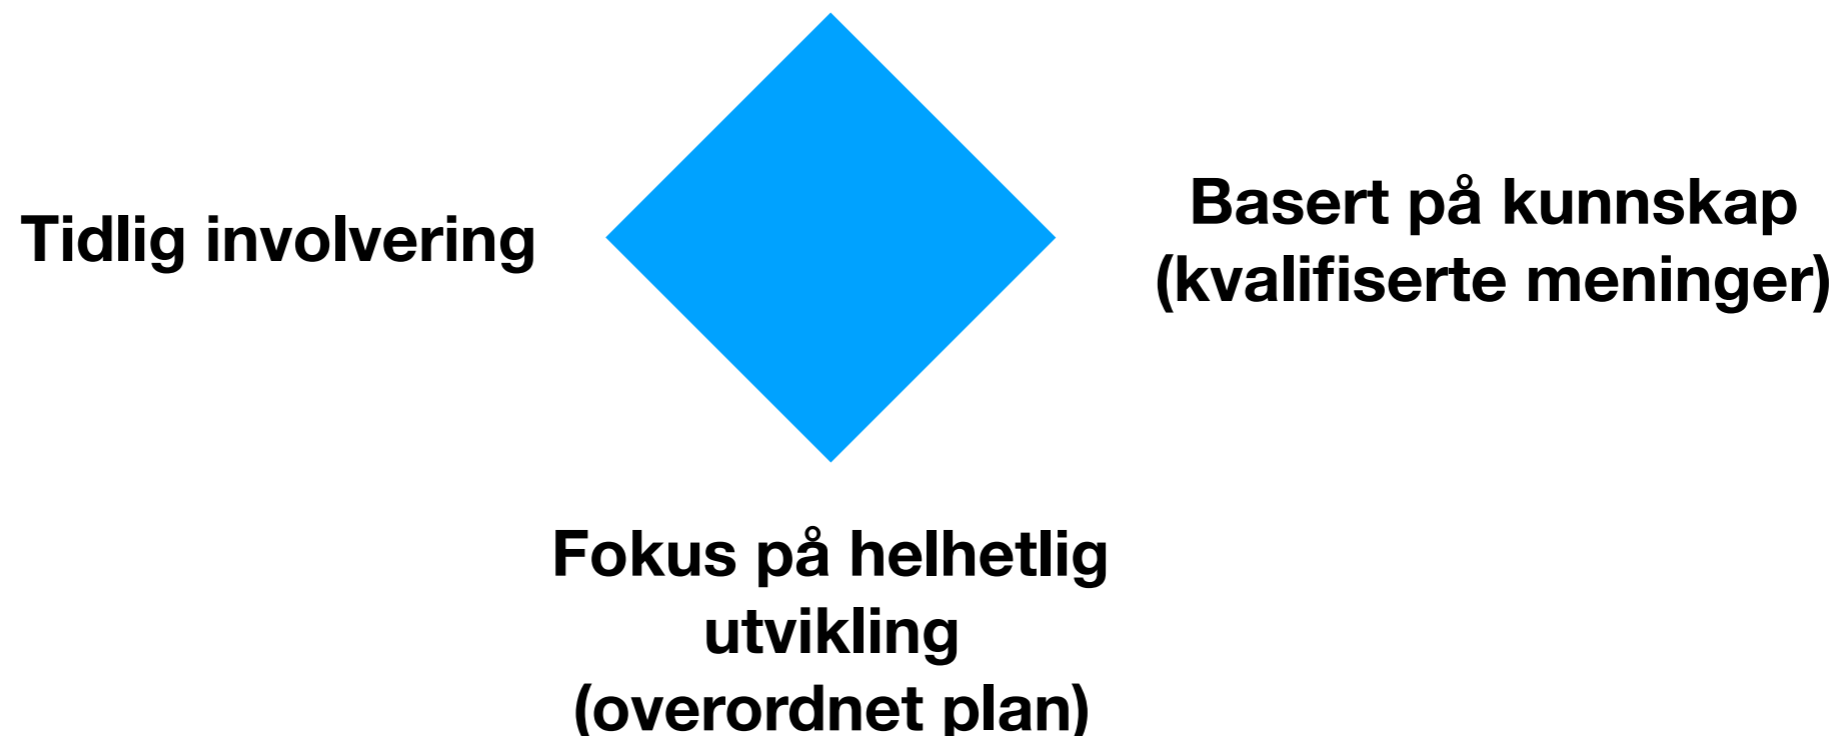 Tidlig involvering
Basert på kunnskap
(kvalifiserte meninger)
Fokus på helhetlig
utvikling
(overordnet plan)